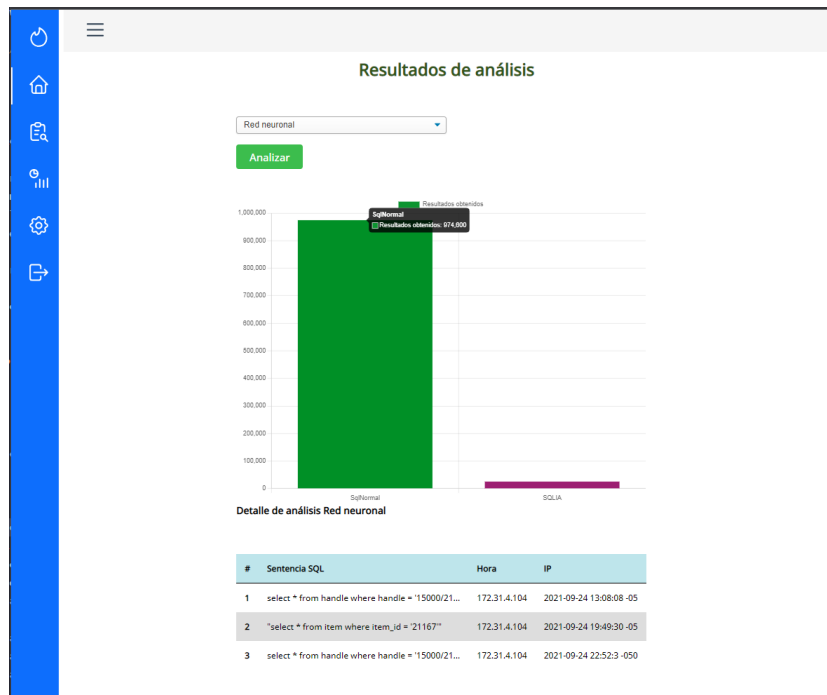 Resultados de análisis
Red neuronal
Analizar
Resultados obtenidos
SqlNormal
Resultados obtenidos: 974,600
1,000,000
900,000
800,000
700,000
600,000
500,000
400,000
300,000
200,000
100,000
0
SqlNormal SQLIA
Detalle de análisis Red neuronal
# Sentencia SQL Hora IP
1 select * from handle where handle = '15000/21... 172.31.4.104 2021-09-24 13:08:08 -05
2 "select * from item where item_id = '21167'" 172.31.4.104 2021-09-24 19:49:30 -05
3 select * from handle where handle = '15000/21... 172.31.4.104 2021-09-24 22:52:3 -050